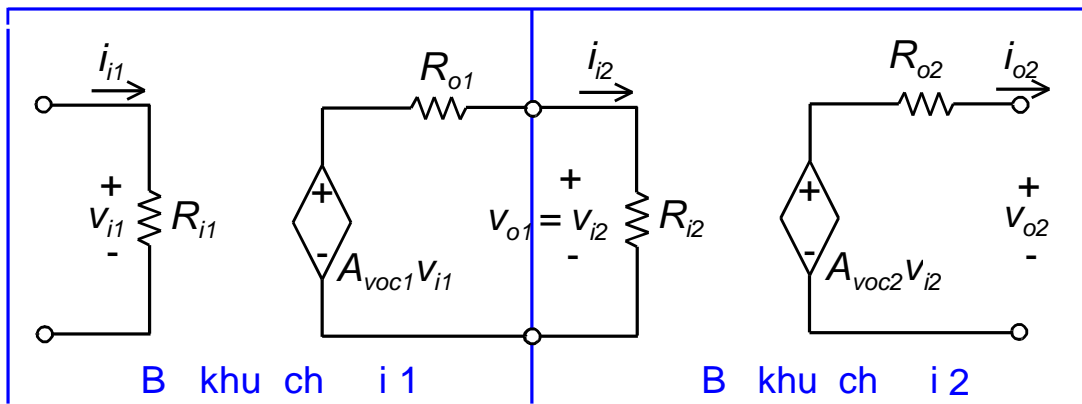 i_i1
R_o1
i_i2
R_o2
i_o2
+
v_i1
-
R_i1
+
-
A_voc1 v_i1
+
v_o1 = v_i2
-
R_i2
+
-
A_voc2 v_i2
+
v_o2
-
B khu ch i 1
B khu ch i 2